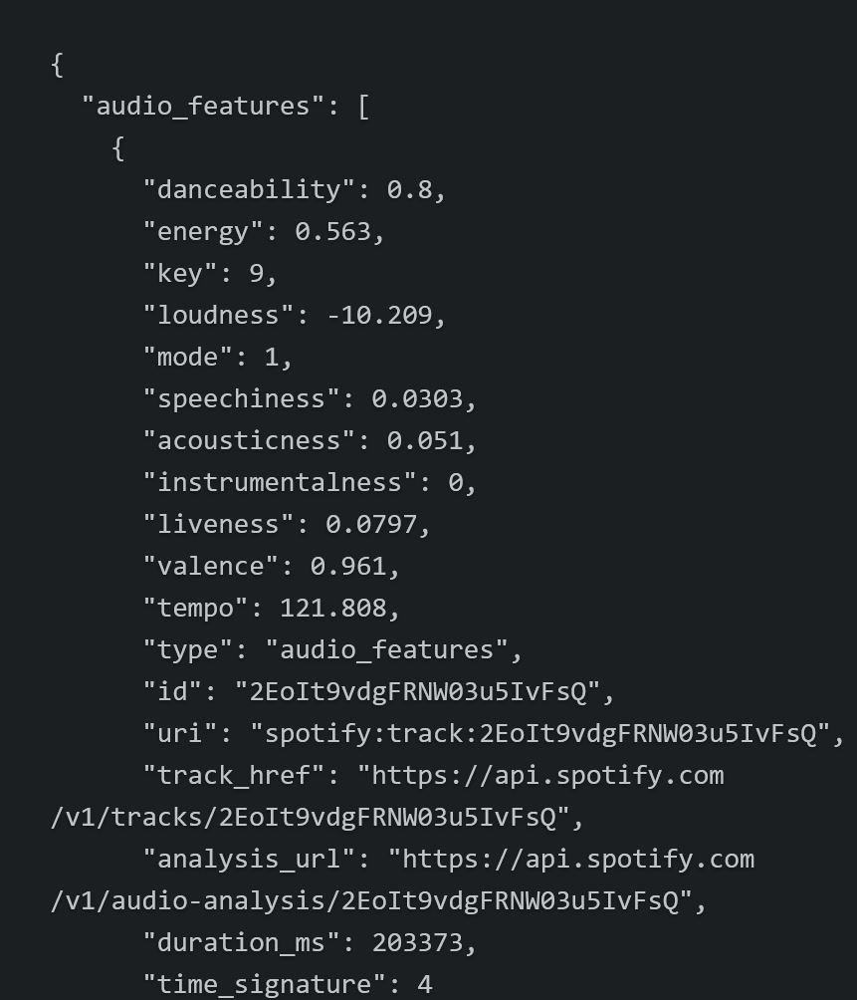 {
  "audio_features": [
    {
      "danceability": 0.8,
      "energy": 0.563,
      "key": 9,
      "loudness": -10.209,
      "mode": 1,
      "speechiness": 0.0303,
      "acousticness": 0.051,
      "instrumentalness": 0,
      "liveness": 0.0797,
      "valence": 0.961,
      "tempo": 121.808,
      "type": "audio_features",
      "id": "2EoIt9vdgFRNW03u5IvFsQ",
      "uri": "spotify:track:2EoIt9vdgFRNW03u5IvFsQ",
      "track_href": "https://api.spotify.com
/v1/tracks/2EoIt9vdgFRNW03u5IvFsQ",
      "analysis_url": "https://api.spotify.com
/v1/audio-analysis/2EoIt9vdgFRNW03u5IvFsQ",
      "duration_ms": 203373,
      "time_signature": 4